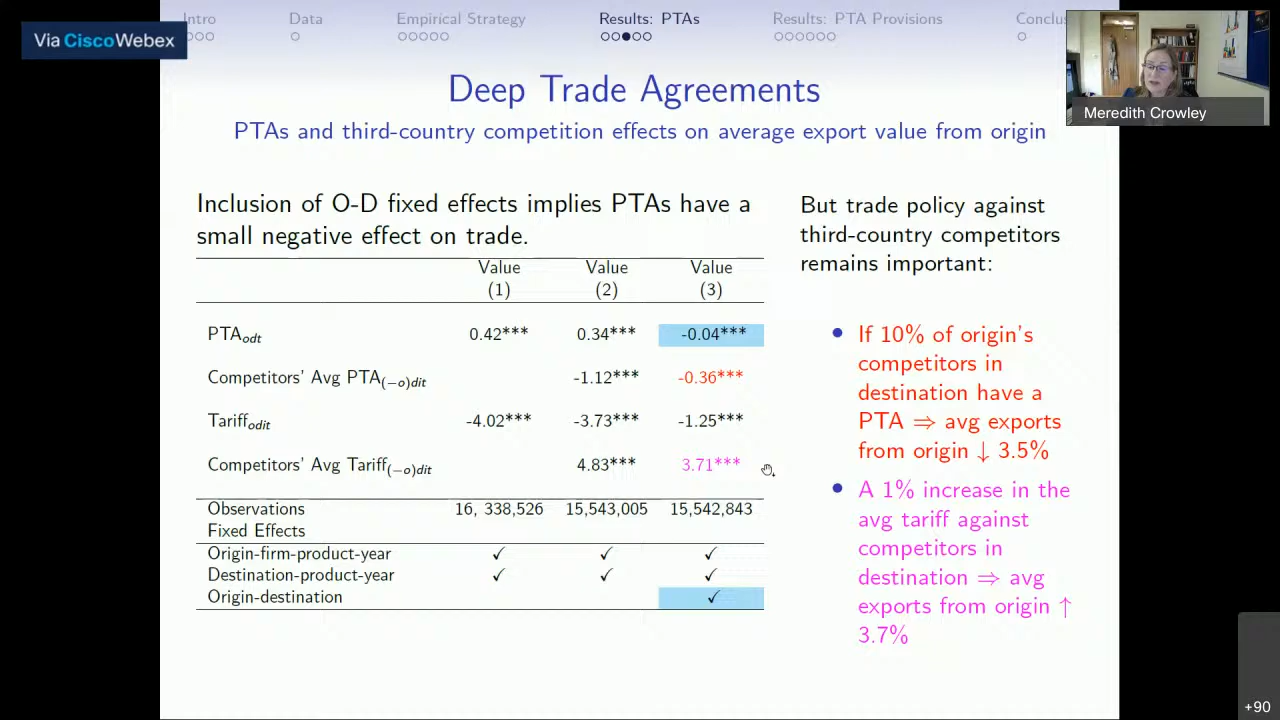 Intro Data Empirical Strategy Results: PTAs Results: PTA Provisions Conclus
Via Cisco Webex
Meredith Crowley
Deep Trade Agreements
PTAs and third-country competition effects on average export value from origin
Inclusion of O-D fixed effects implies PTAs have a
small negative effect on trade.
Value Value Value
(1) (2) (3)
PTAodt 0.42*** 0.34*** -0.04***
Competitors' Avg PTA(−o)dit -1.12*** -0.36***
Tariffodit -4.02*** -3.73*** -1.25***
Competitors' Avg Tariff(−o)dit 4.83*** 3.71***
Observations 16, 338,526 15,543,005 15,542,843
Fixed Effects
Origin-firm-product-year ✓ ✓ ✓
Destination-product-year ✓ ✓ ✓
Origin-destination ✓
But trade policy against
third-country competitors
remains important:
• If 10% of origin's
competitors in
destination have a
PTA ⇒ avg exports
from origin ↓ 3.5%
• A 1% increase in the
avg tariff against
competitors in
destination ⇒ avg
exports from origin ↑
3.7%
+90